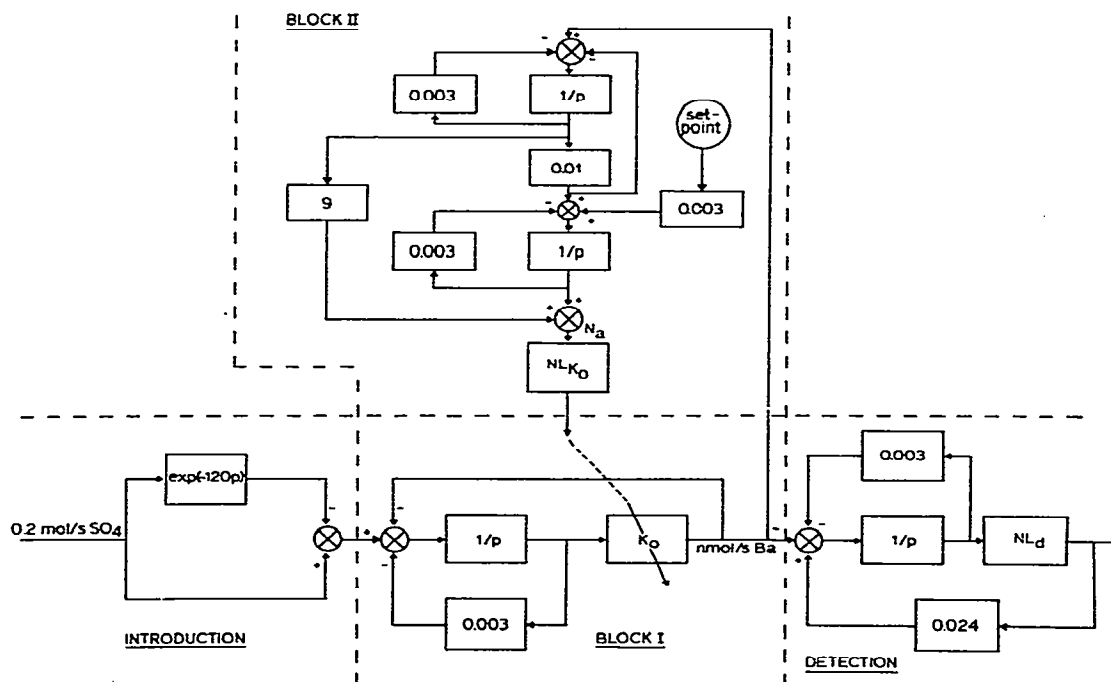 BLOCK II
0.003
1/p
set-
point
0.01
9
0.003
0.003
1/p
Na
NLKO
exp(-120p)
0.003
0.2 mol/s SO4
1/p
Ko
nmol/s Ba
1/p
NLd
0.003
0.024
INTRODUCTION
BLOCK I
DETECTION